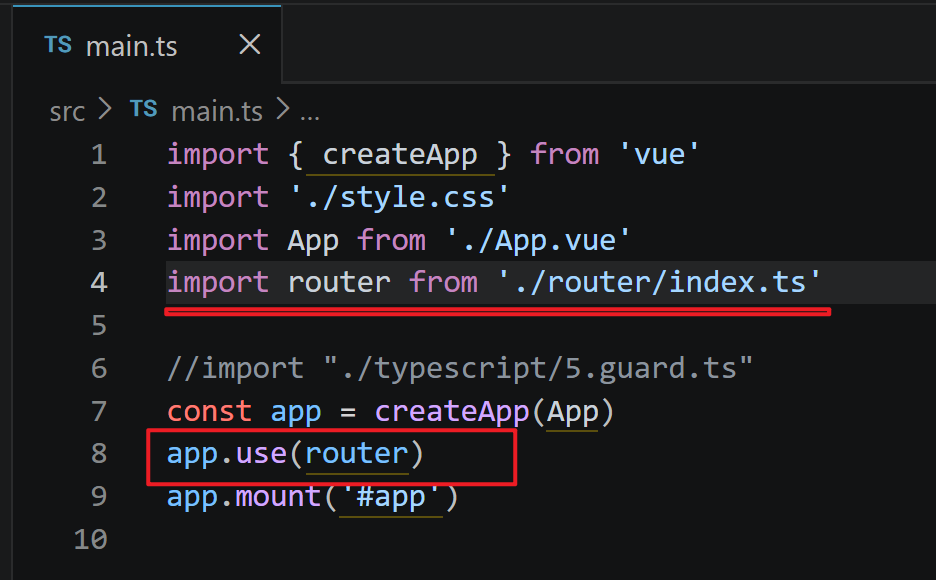 TS main.ts
src > TS main.ts > ...
1 import { createApp } from 'vue'
2 import './style.css'
3 import App from './App.vue'
4 import router from './router/index.ts'
5
6 //import "./typescript/5.guard.ts"
7 const app = createApp(App)
8 app.use(router)
9 app.mount('#app')
10